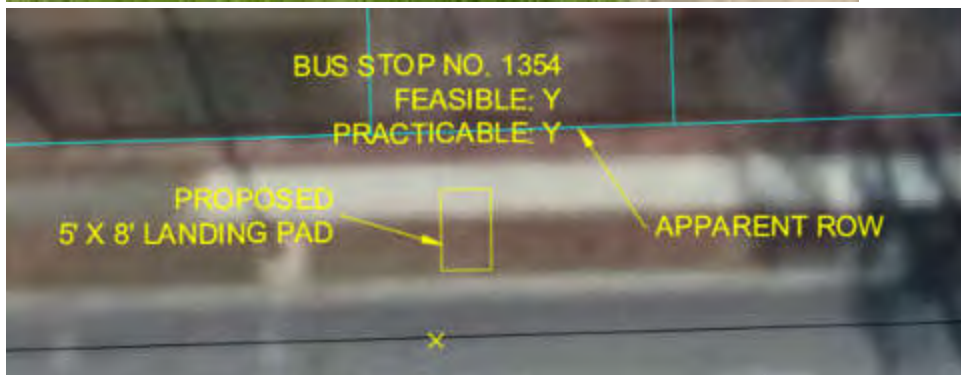 BUS STOP NO. 1354
FEASIBLE: Y
PRACTICABLE: Y
PROPOSED
5' X 8' LANDING PAD
APPARENT ROW